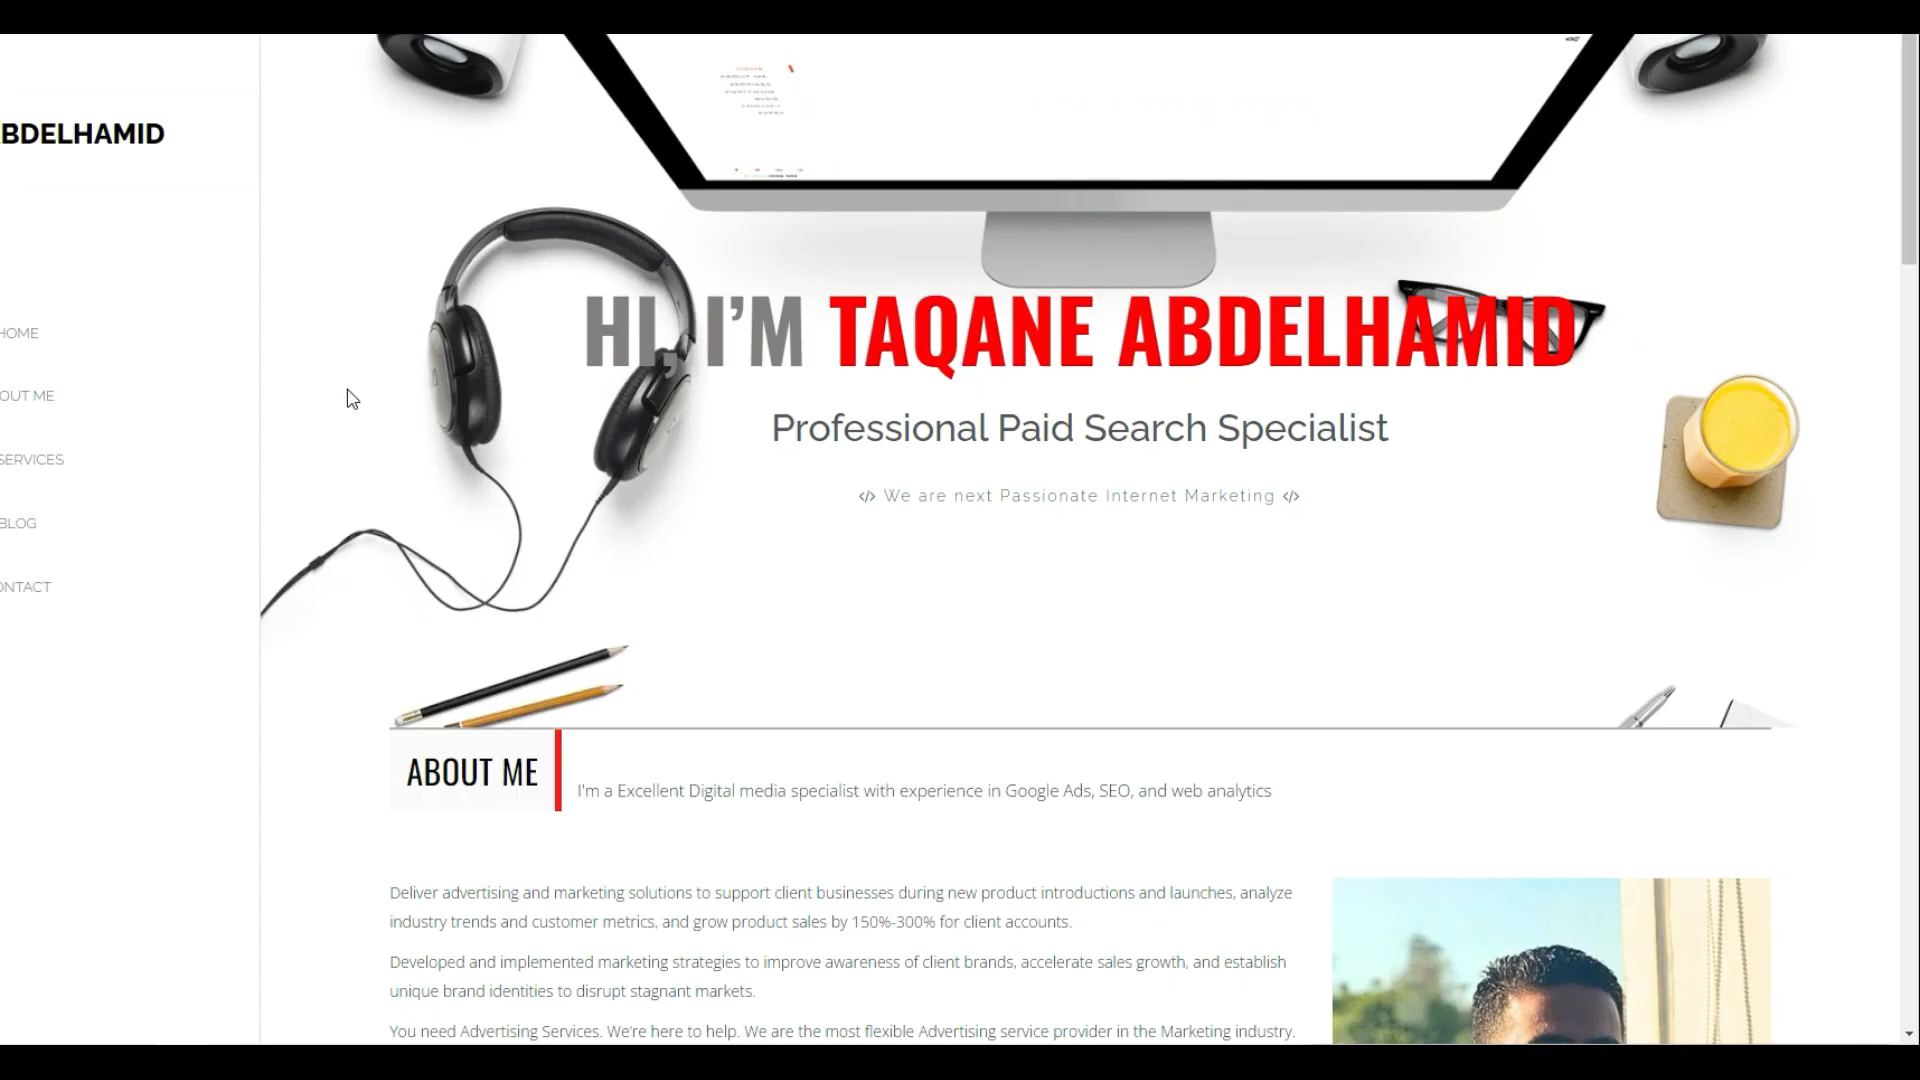 BDELHAMID
HOME
OUT ME
SERVICES
BLOG
ONTACT
HI, I’M TAQANE ABDELHAMID
Professional Paid Search Specialist
</> We are next Passionate Internet Marketing </>
ABOUT ME
I'm a Excellent Digital media specialist with experience in Google Ads, SEO, and web analytics
Deliver advertising and marketing solutions to support client businesses during new product introductions and launches, analyze
industry trends and customer metrics, and grow product sales by 150%-300% for client accounts.
Developed and implemented marketing strategies to improve awareness of client brands, accelerate sales growth, and establish
unique brand identities to disrupt stagnant markets.
You need Advertising Services. We’re here to help. We are the most flexible Advertising service provider in the Marketing industry.